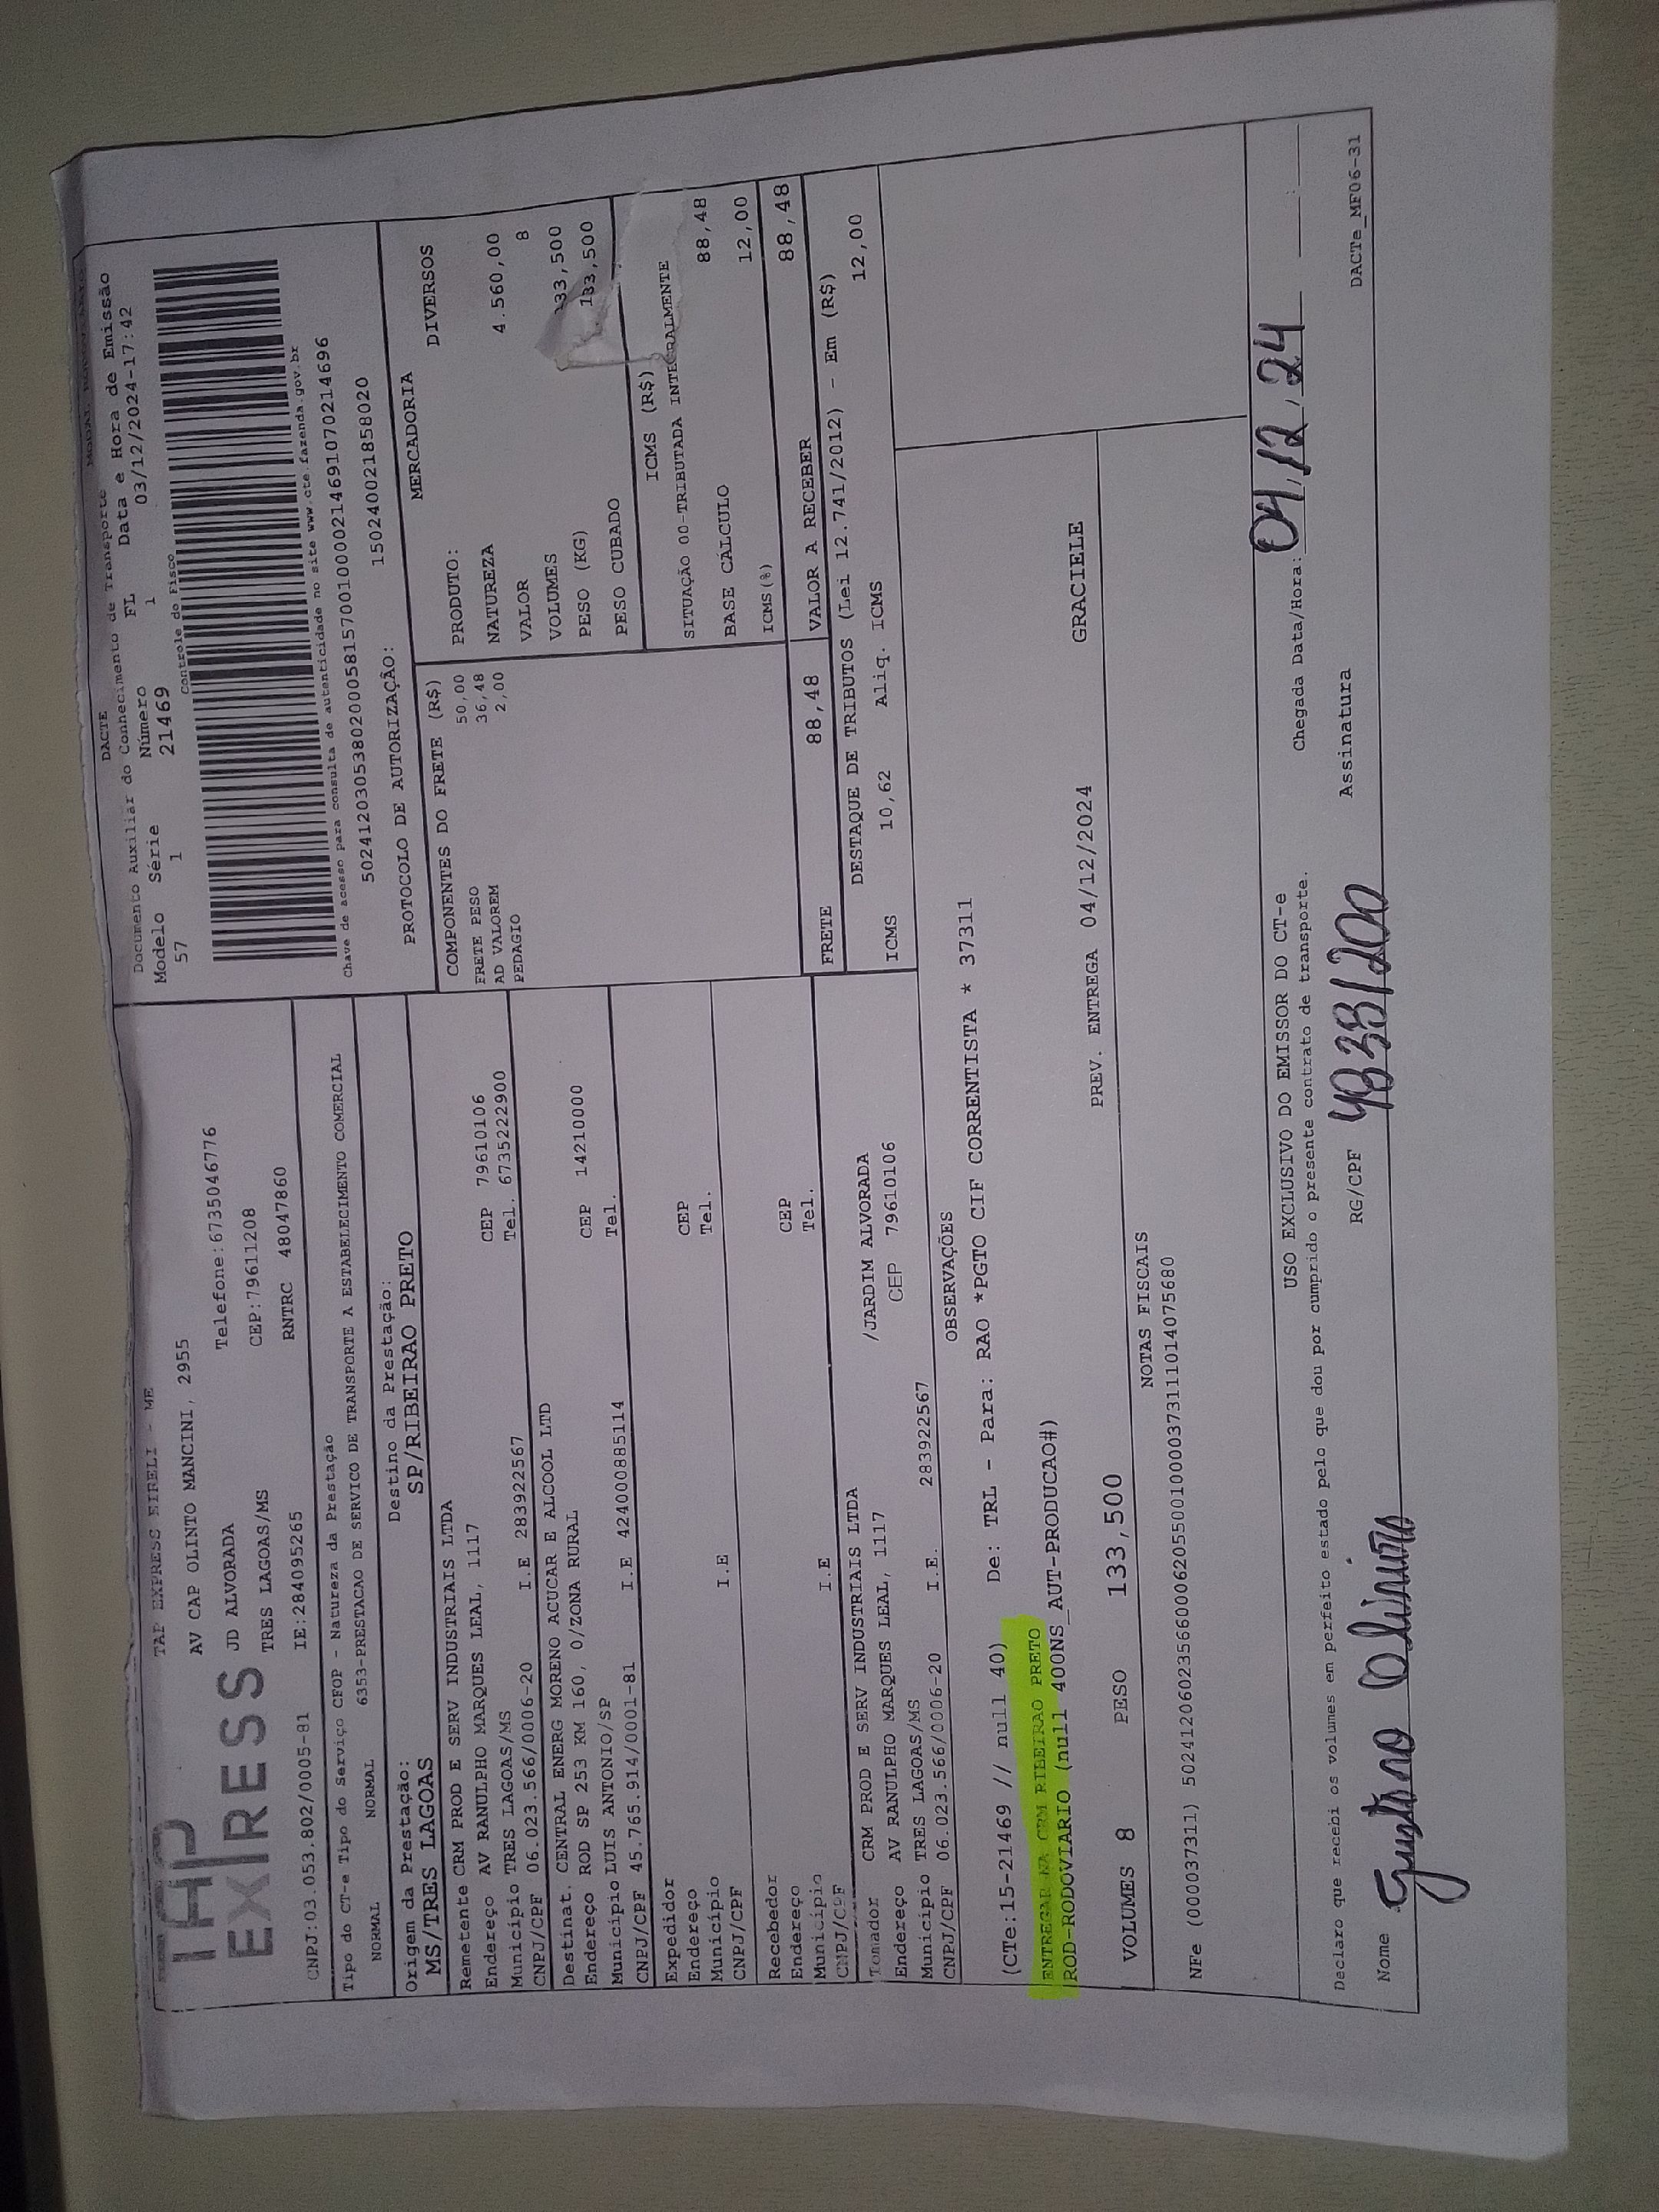 TAP EXPRESS EIRELI - ME
TAP
EXPRESS
AV CAP OLINTO MANCINI, 2955
JD ALVORADA Telefone:6735046776
TRES LAGOAS/MS CEP:79611208
CNPJ:03.053.802/0005-81 IE:284095265 RNTRC 48047860
DACTE
Documento Auxiliar do Conhecimento de Transporte
Modelo Série Número FL Data e Hora de Emissão
57 1 21469 1 03/12/2024-17:42
Controle do Fisco
Chave de acesso para consulta de autenticidade no site www.cte.fazenda.gov.br
50241203053802000581570010000214691070214696
PROTOCOLO DE AUTORIZAÇÃO: 150240021858020
Tipo do CT-e Tipo do Serviço CFOP - Natureza da Prestação
NORMAL NORMAL 6353-PRESTACAO DE SERVICO DE TRANSPORTE A ESTABELECIMENTO COMERCIAL
Origem da Prestação: Destino da Prestação:
MS/TRES LAGOAS SP/RIBEIRAO PRETO
Remetente CRM PROD E SERV INDUSTRIAIS LTDA
Endereço AV RANULPHO MARQUES LEAL, 1117 CEP 79610106
Município TRES LAGOAS/MS Tel. 6735222900
CNPJ/CPF 06.023.566/0006-20 I.E 283922567
Destinat. CENTRAL ENERG MORENO ACUCAR E ALCOOL LTD
Endereço ROD SP 253 KM 160, 0/ZONA RURAL CEP 14210000
Município LUIS ANTONIO/SP Tel.
CNPJ/CPF 45.765.914/0001-81 I.E 424000885114
Expedidor
Endereço CEP
Município Tel.
CNPJ/CPF I.E
Recebedor
Endereço CEP
Município Tel.
CNPJ/CPF I.E
Tomador CRM PROD E SERV INDUSTRIAIS LTDA
Endereço AV RANULPHO MARQUES LEAL, 1117 /JARDIM ALVORADA
Município TRES LAGOAS/MS CEP 79610106
CNPJ/CPF 06.023.566/0006-20 I.E. 283922567
COMPONENTES DO FRETE (R$)
FRETE PESO 50,00
AD VALOREM 36,48
PEDAGIO 2,00
MERCADORIA
PRODUTO: DIVERSOS
NATUREZA
VALOR 4.560,00
VOLUMES 8
PESO (KG) 133,500
PESO CUBADO 133,500
ICMS (R$)
SITUAÇÃO 00-TRIBUTADA INTEGRALMENTE
BASE CÁLCULO 88,48
ICMS(%) 12,00
FRETE 88,48 VALOR A RECEBER 88,48
DESTAQUE DE TRIBUTOS (Lei 12.741/2012) - Em (R$)
ICMS 10,62 Aliq. ICMS 12,00
OBSERVAÇÕES
(CTe:15-21469 // null 40) De: TRL - Para: RAO *PGTO CIF CORRENTISTA * 37311
ENTREGAR NA CRM RIBEIRAO PRETO
ROD-RODOVIARIO (null 400NS_AUT-PRODUCAO#)
VOLUMES 8 PESO 133,500 PREV. ENTREGA 04/12/2024 GRACIELE
NOTAS FISCAIS
NFe (000037311) 50241206023566000620550010000373111014075680
USO EXCLUSIVO DO EMISSOR DO CT-e
Declaro que recebi os volumes em perfeito estado pelo que dou por cumprido o presente contrato de transporte. Chegada Data/Hora: 04/12/24
Nome RG/CPF Assinatura
DACTe_MF06-31